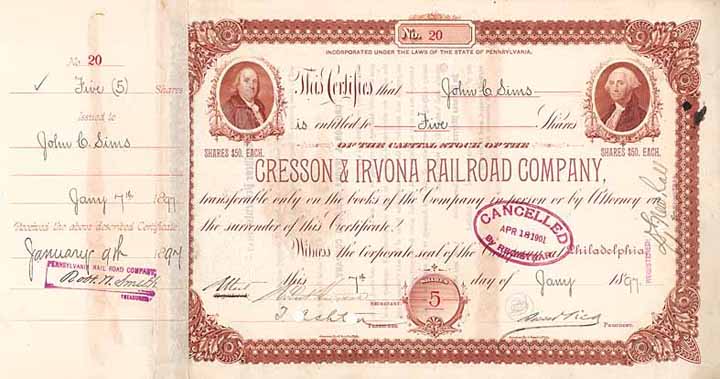 No. 20
✓ Five (5) Shares
Issued to
John C. Sims
Jany 7th 1897
Received the above described Certificate
January 9th 1897
PENNSYLVANIA RAIL ROAD COMPANY,
Robt. W. Smith
TREASURER
No. 20
INCORPORATED UNDER THE LAWS OF THE STATE OF PENNSYLVANIA.
This Certifies that John C Sims
is entitled to Five Shares
SHARES $50. EACH.
OF THE CAPITAL STOCK OF THE
SHARES $50. EACH.
CRESSON & IRVONA RAILROAD COMPANY,
transferable only on the books of the Company in person or by Attorney on
the surrender of this Certificate.
CANCELLED
APR 18 1901
Witness the corporate seal of the Philadelphia
REGISTERED
Attest this 7th day of Jany 1897.
SHARES
5
President.